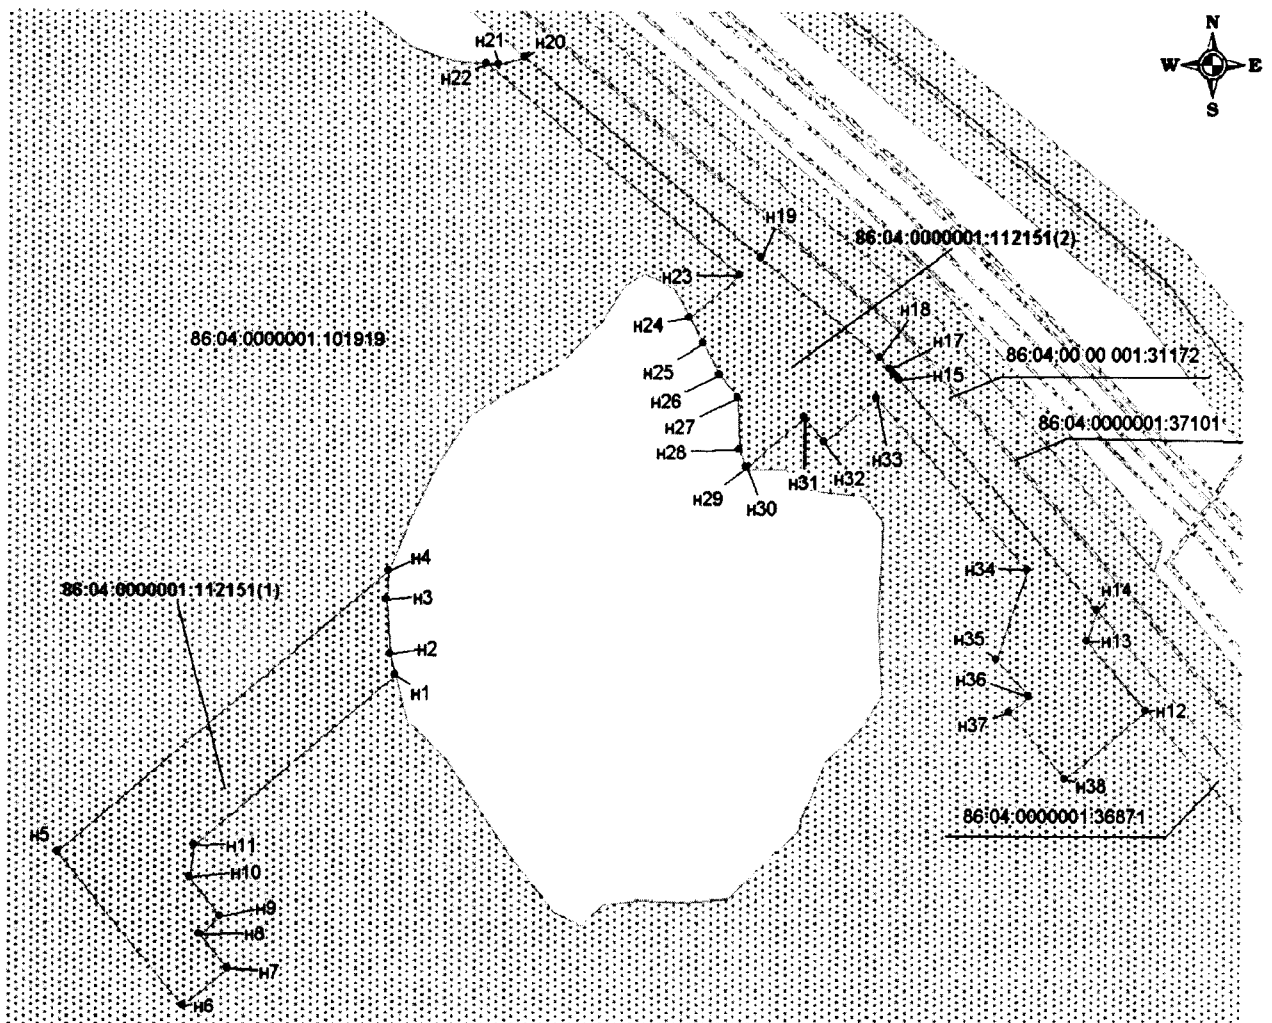 N
н21
н20
W E
н22
S
н19
86:04:0000001:112151(2)
н23
н18
н24
86:04:0000001:101919
н17
86:04:00 00 001:31172
н25
н15
н26
н27
86:04:0000001:37101
н28
н33
н32
н31
н29
н30
н4
н34
86:04:0000001:112151(1)
н3
н14
н2
н35
н13
н1
н36
н12
н37
н38
86:04:0000001:36871
н5
н11
н10
н9
н8
н7
н6